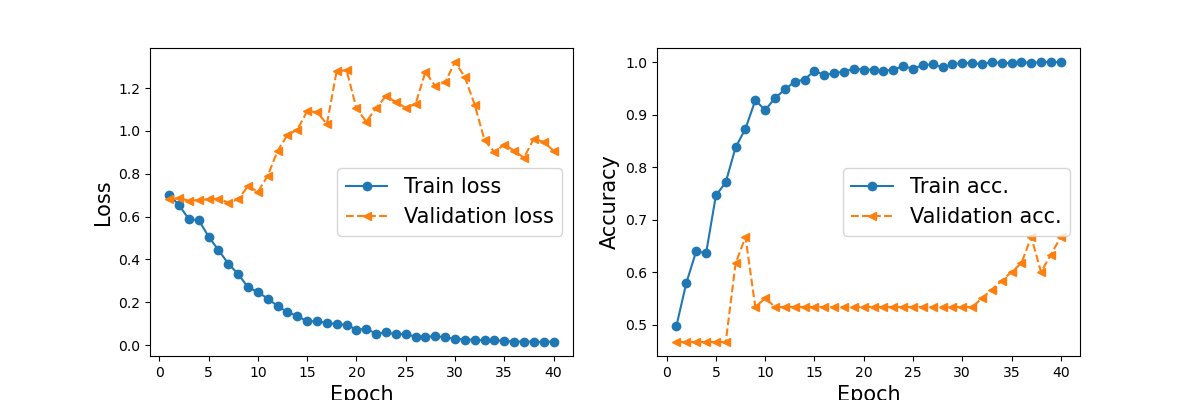 Loss
1.2
1.0
0.8
0.6
0.4
0.2
0.0
Train loss
Validation loss
0 5 10 15 20 25 30 35 40
Epoch
Accuracy
1.0
0.9
0.8
0.7
0.6
0.5
Train acc.
Validation acc.
0 5 10 15 20 25 30 35 40
Epoch